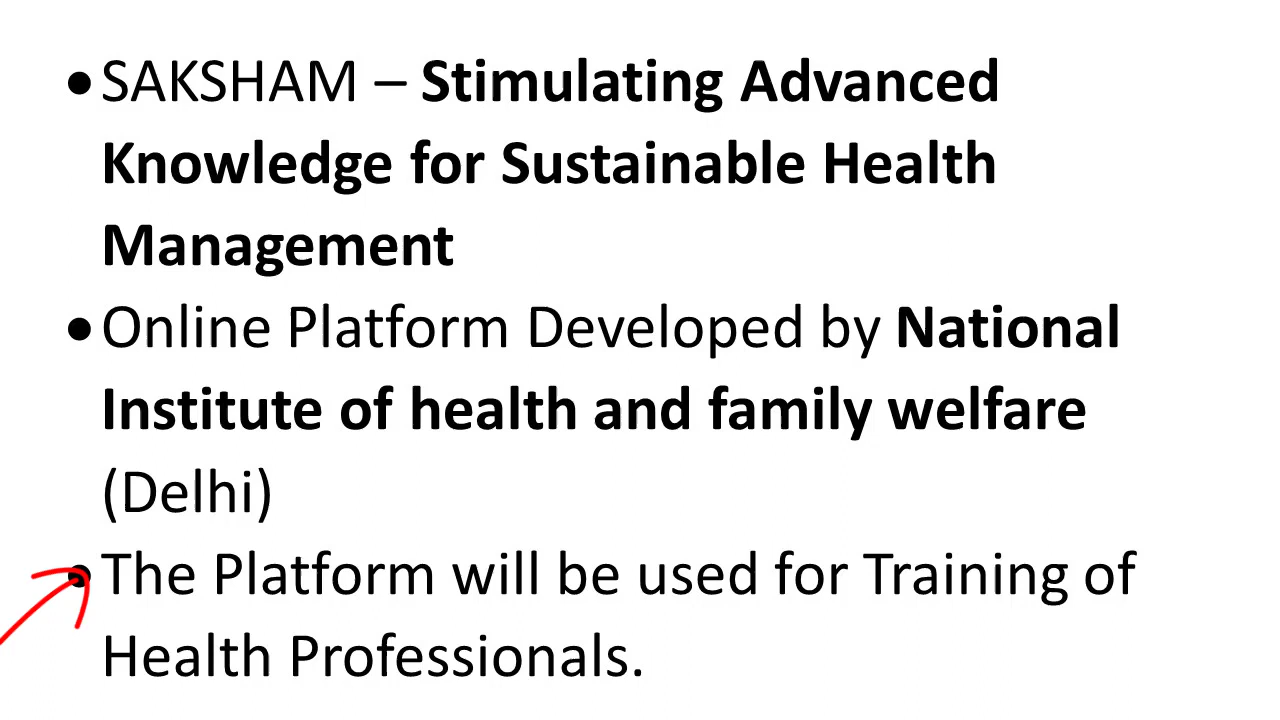 •SAKSHAM – Stimulating Advanced
Knowledge for Sustainable Health
Management
•Online Platform Developed by National
Institute of health and family welfare
(Delhi)
•The Platform will be used for Training of
Health Professionals.